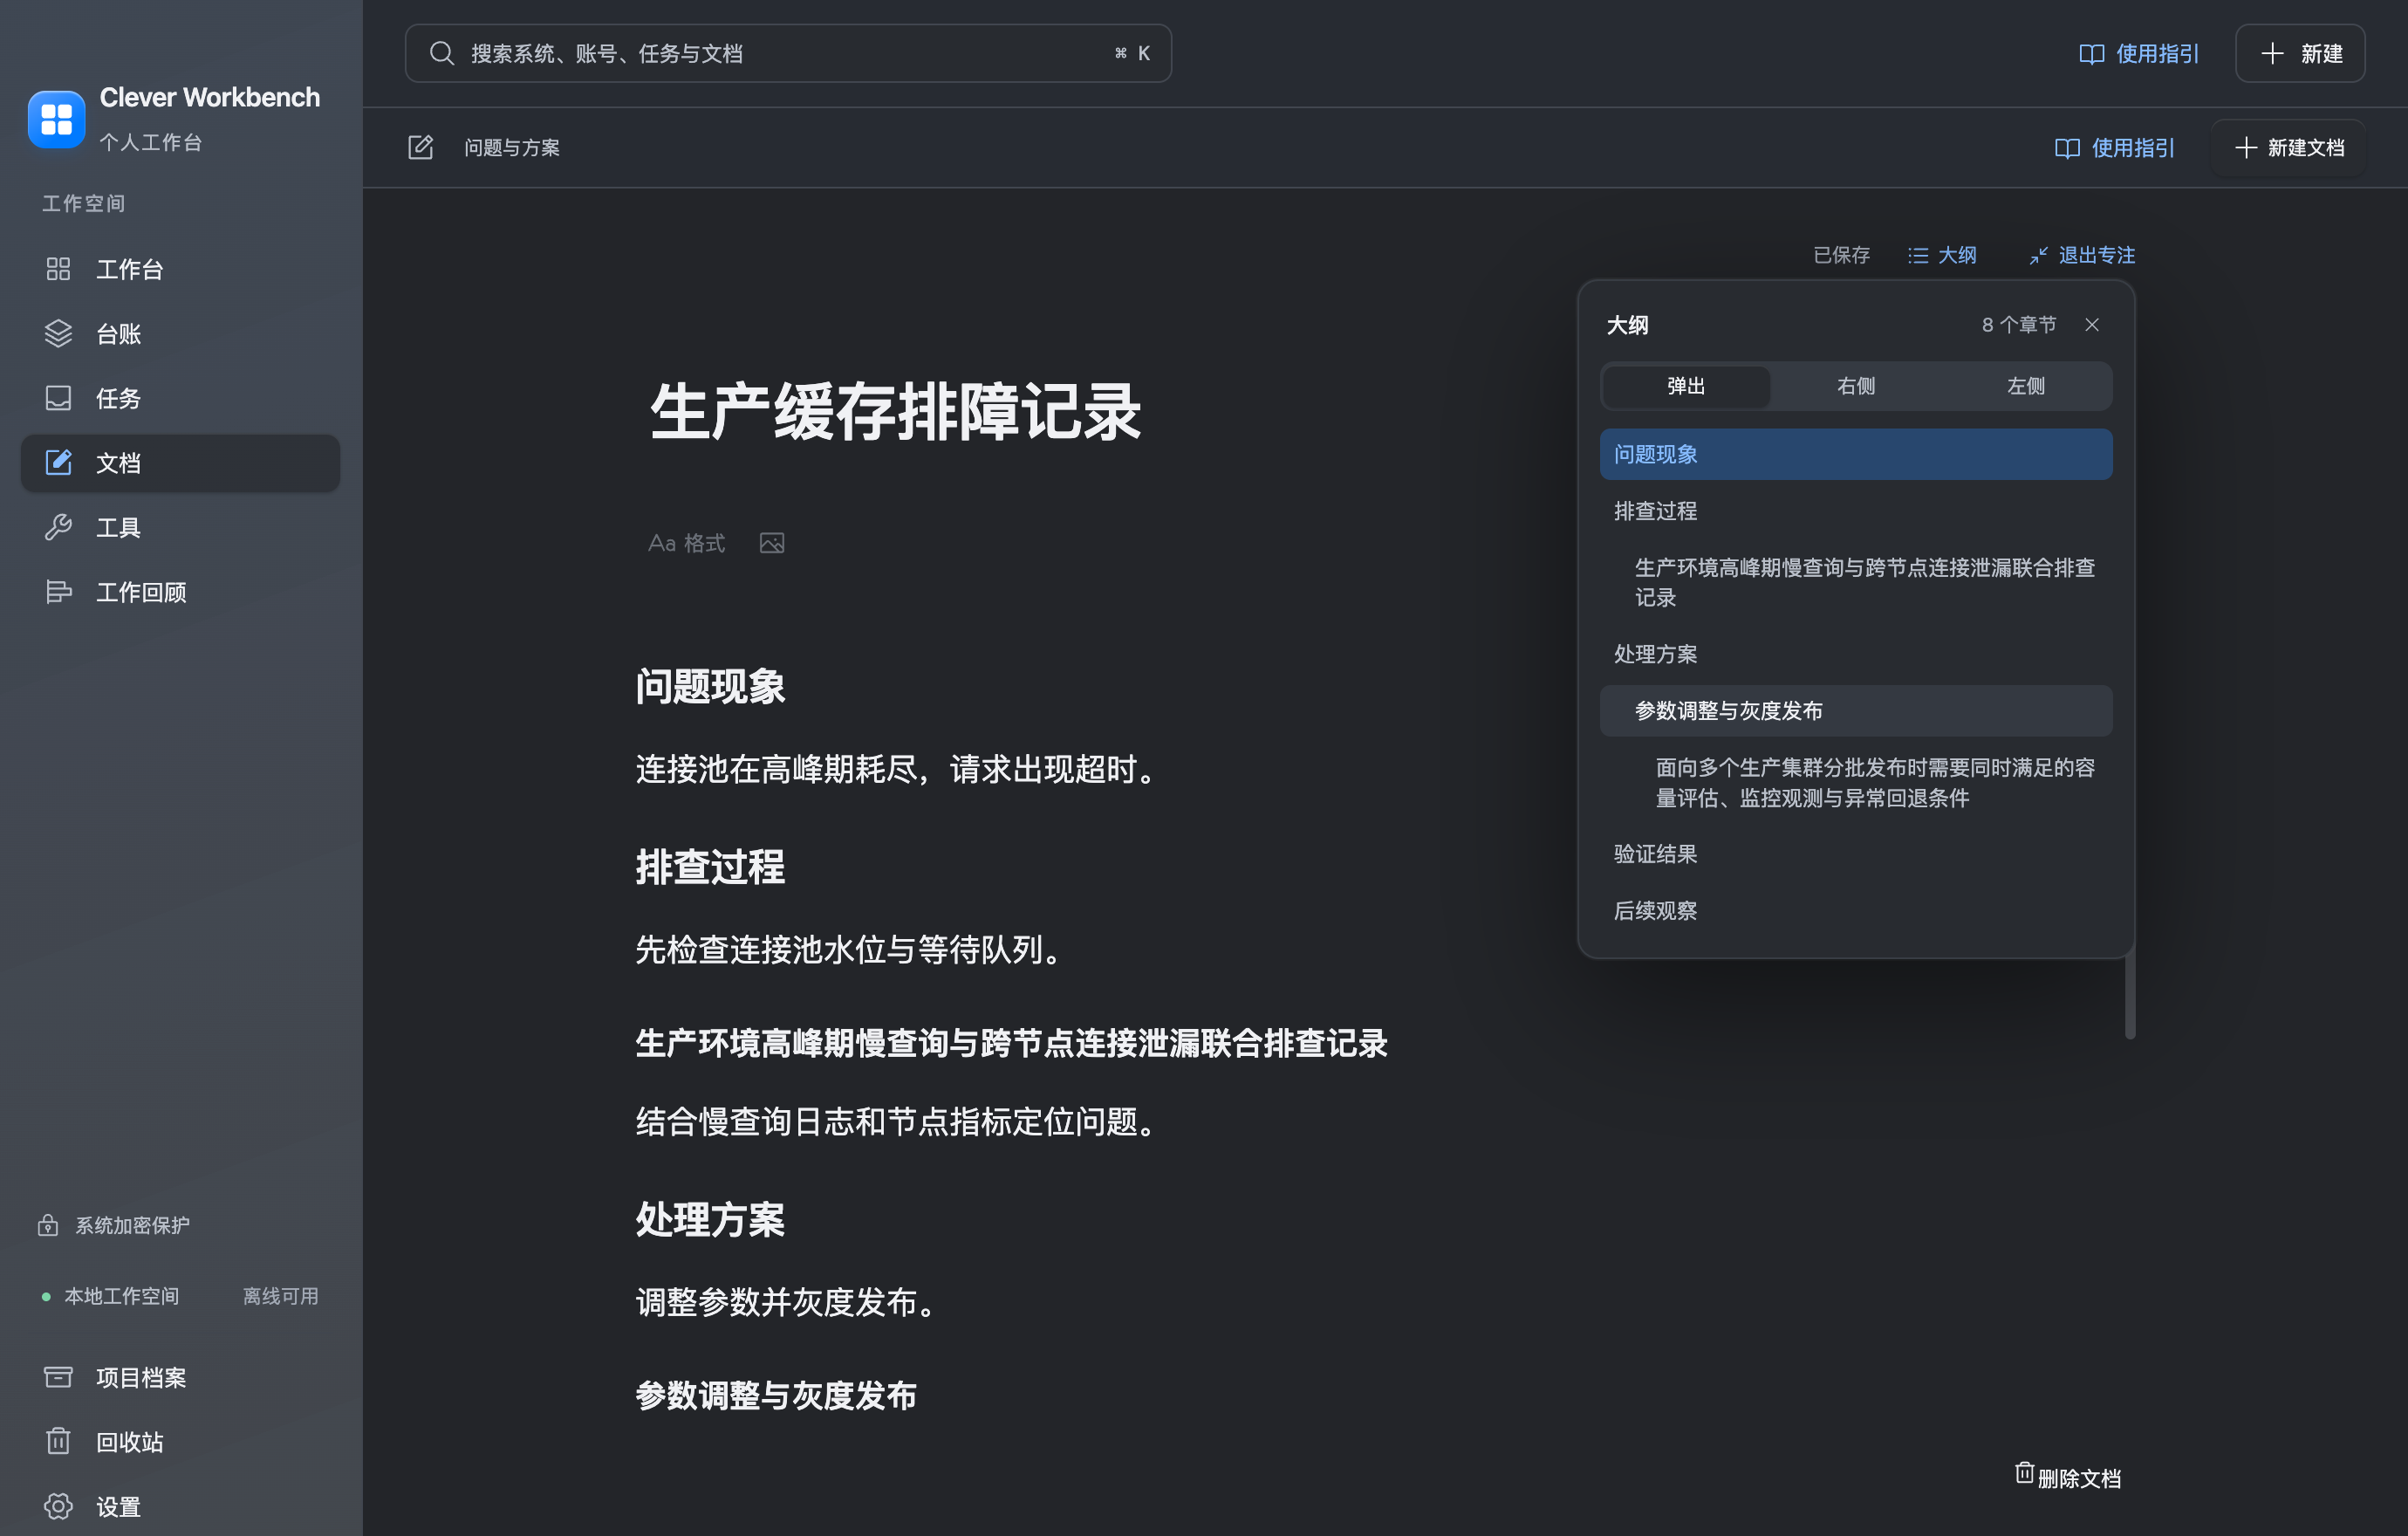 Clever Workbench
个人工作台
工作空间
工作台
台账
任务
文档
工具
工作回顾
系统加密保护
本地工作空间 离线可用
项目档案
回收站
设置
搜索系统、账号、任务与文档 ⌘ K
使用指引
新建
问题与方案
使用指引
新建文档
已保存 大纲 退出专注
生产缓存排障记录
Aa 格式
问题现象
连接池在高峰期耗尽，请求出现超时。
排查过程
先检查连接池水位与等待队列。
生产环境高峰期慢查询与跨节点连接泄漏联合排查记录
结合慢查询日志和节点指标定位问题。
处理方案
调整参数并灰度发布。
参数调整与灰度发布
大纲 8 个章节
弹出 右侧 左侧
问题现象
排查过程
生产环境高峰期慢查询与跨节点连接泄漏联合排查
记录
处理方案
参数调整与灰度发布
面向多个生产集群分批发布时需要同时满足的容
量评估、监控观测与异常回退条件
验证结果
后续观察
删除文档